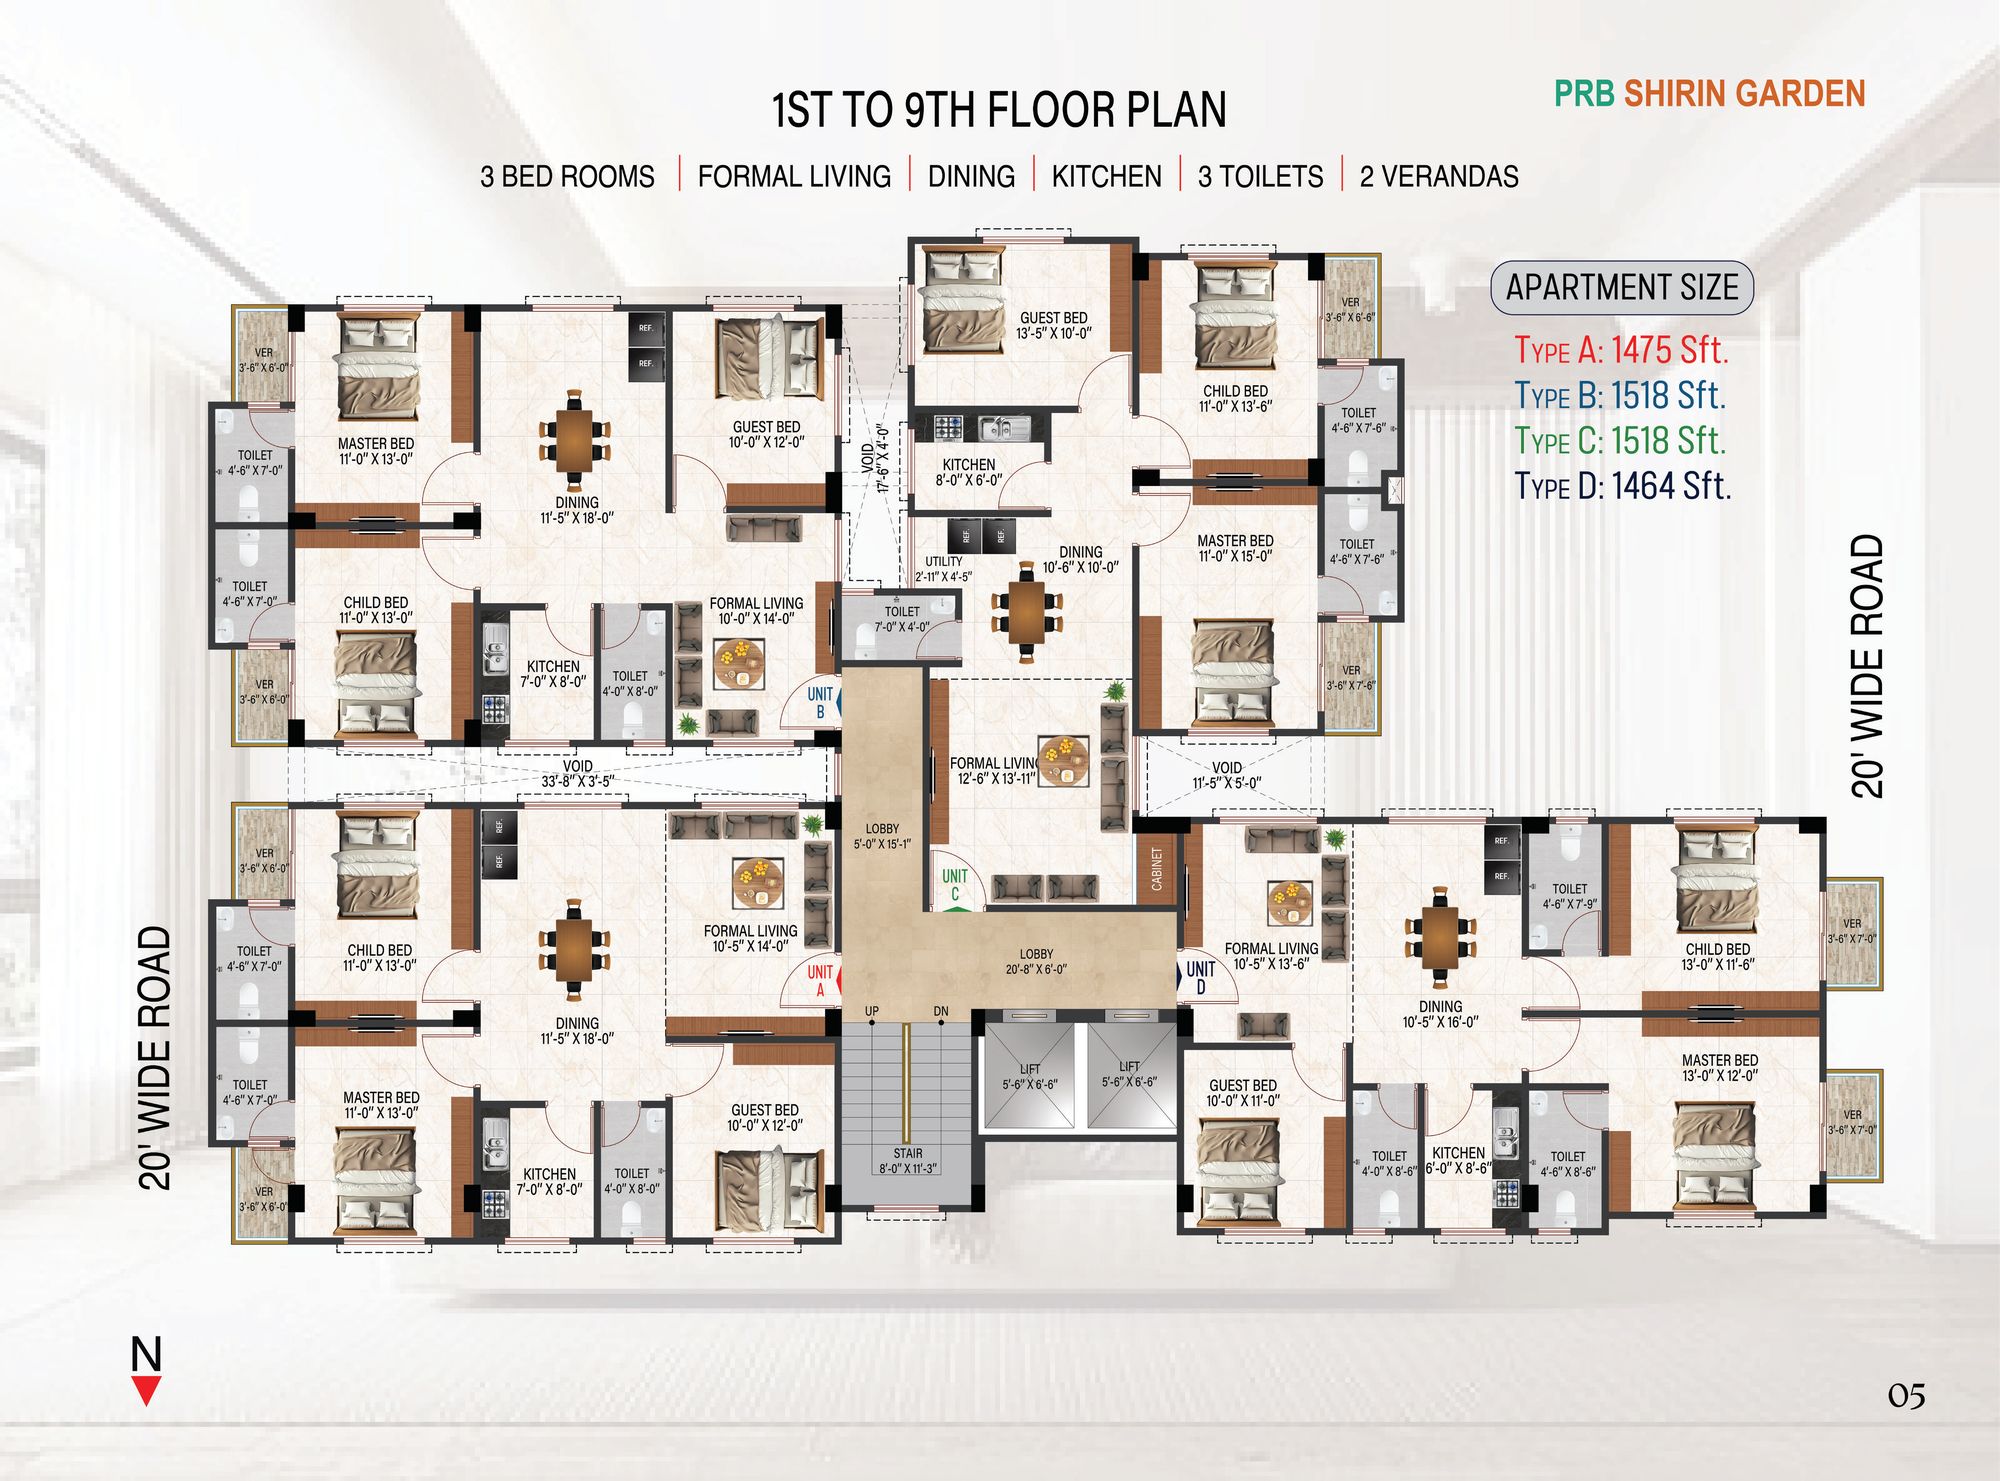 1ST TO 9TH FLOOR PLAN
PRB SHIRIN GARDEN
3 BED ROOMS | FORMAL LIVING | DINING | KITCHEN | 3 TOILETS | 2 VERANDAS
APARTMENT SIZE
TYPE A: 1475 Sft.
TYPE B: 1518 Sft.
TYPE C: 1518 Sft.
TYPE D: 1464 Sft.
VER
3'-6" X 6'-0"
MASTER BED
11'-0" X 13'-0"
TOILET
4'-6" X 7'-0"
REF.
REF.
DINING
11'-5" X 18'-0"
GUEST BED
10'-0" X 12'-0"
TOILET
4'-6" X 7'-0"
CHILD BED
11'-0" X 13'-0"
VER
3'-6" X 6'-0"
KITCHEN
7'-0" X 8'-0"
TOILET
4'-0" X 8'-0"
FORMAL LIVING
10'-0" X 14'-0"
UNIT
B
VOID
17'-6" X 4'-0"
GUEST BED
13'-5" X 10'-0"
CHILD BED
11'-0" X 13'-6"
VER
3'-6" X 6'-6"
TOILET
4'-6" X 7'-6"
KITCHEN
8'-0" X 6'-0"
REF.
REF.
UTILITY
2'-11" X 4'-5"
DINING
10'-6" X 10'-0"
MASTER BED
11'-0" X 15'-0"
TOILET
4'-6" X 7'-6"
TOILET
7'-0" X 4'-0"
VER
3'-6" X 7'-6"
FORMAL LIVING
12'-6" X 13'-11"
UNIT
C
VOID
11'-5" X 5'-0"
CABINET
VOID
33'-8" X 3'-5"
LOBBY
5'-0" X 15'-1"
LOBBY
20'-8" X 6'-0"
VER
3'-6" X 6'-0"
CHILD BED
11'-0" X 13'-0"
TOILET
4'-6" X 7'-0"
REF.
REF.
DINING
11'-5" X 18'-0"
FORMAL LIVING
10'-5" X 14'-0"
UNIT
A
TOILET
4'-6" X 7'-0"
MASTER BED
11'-0" X 13'-0"
VER
3'-6" X 6'-0"
KITCHEN
7'-0" X 8'-0"
TOILET
4'-0" X 8'-0"
GUEST BED
10'-0" X 12'-0"
UP
DN
STAIR
8'-0" X 11'-3"
LIFT
5'-6" X 6'-6"
LIFT
5'-6" X 6'-6"
UNIT
D
FORMAL LIVING
10'-5" X 13'-6"
REF.
REF.
DINING
10'-5" X 16'-0"
TOILET
4'-6" X 7'-9"
CHILD BED
13'-0" X 11'-6"
VER
3'-6" X 7'-0"
GUEST BED
10'-0" X 11'-0"
TOILET
4'-0" X 8'-6"
KITCHEN
6'-0" X 8'-6"
TOILET
4'-6" X 8'-6"
MASTER BED
13'-0" X 12'-0"
VER
3'-6" X 7'-0"
20' WIDE ROAD
20' WIDE ROAD
N
05